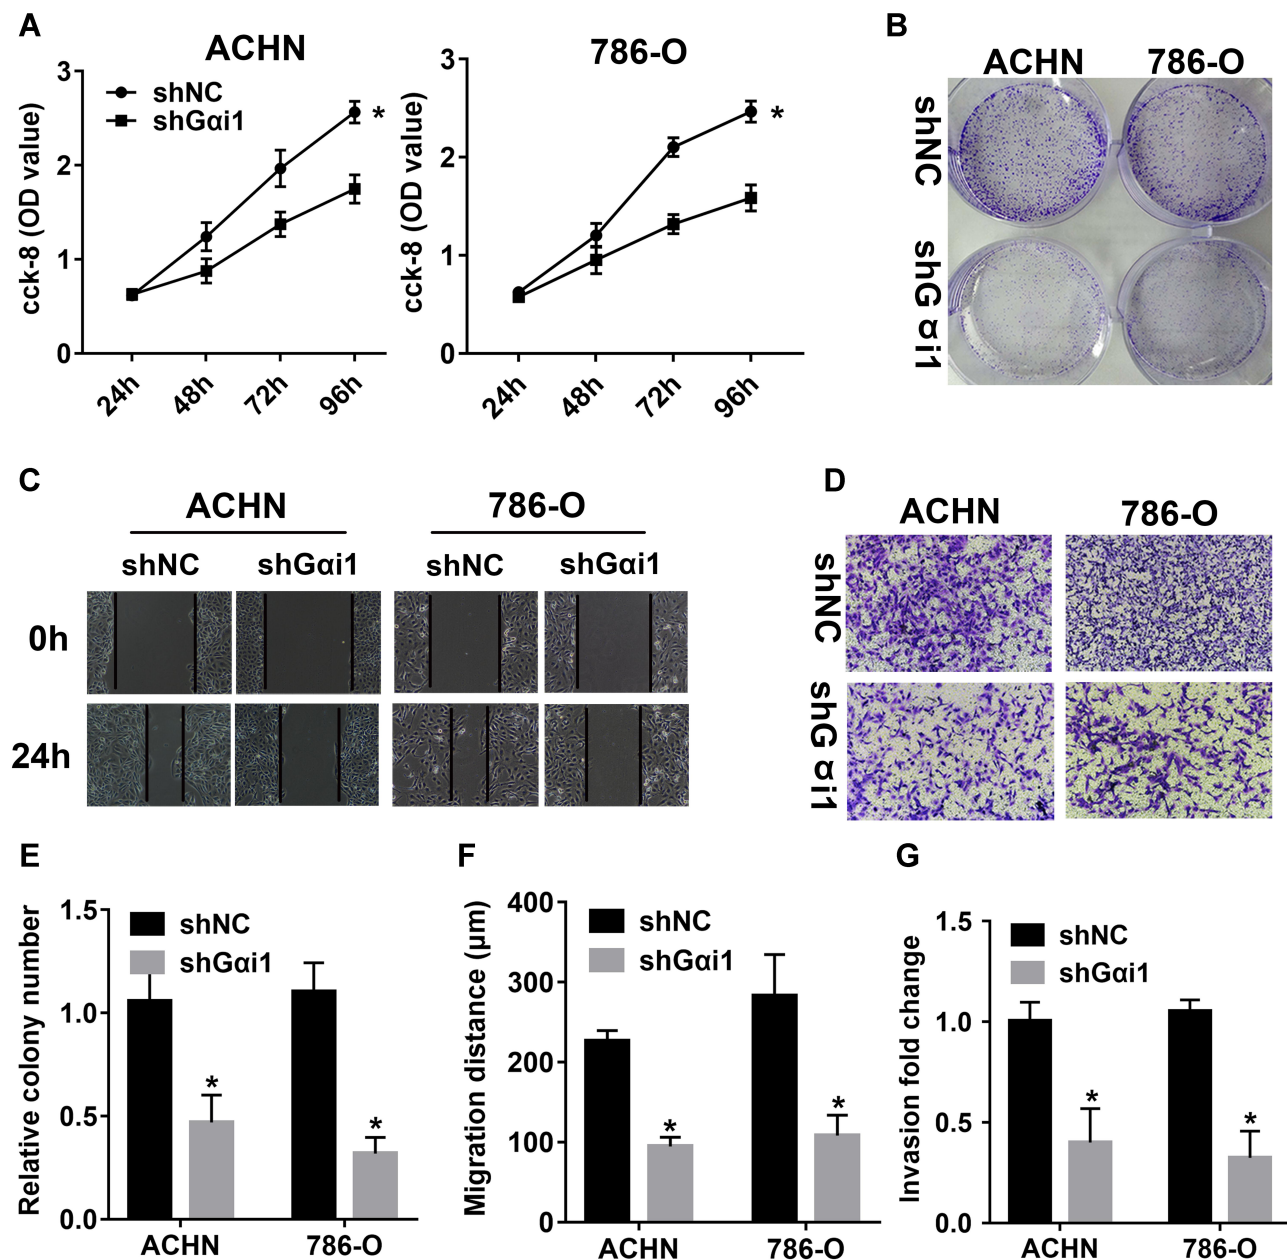 A
ACHN
786-O
3
2
1
0
cck-8 (OD value)
shNC
shGαi1
*
24h
48h
72h
96h
3
2
1
0
cck-8 (OD value)
*
24h
48h
72h
96h
B
ACHN
786-O
shNC
shG αi1
C
ACHN
786-O
shNC
shGαi1
shNC
shGαi1
0h
24h
D
ACHN
786-O
shNC
shG αi1
E
Relative colony number
1.5
1.0
0.5
0.0
shNC
shGαi1
*
*
ACHN
786-O
F
Migration distance (μm)
400
300
200
100
0
shNC
shGαi1
*
*
ACHN
786-O
G
Invasion fold change
1.5
1.0
0.5
0.0
shNC
shGαi1
*
*
ACHN
786-O